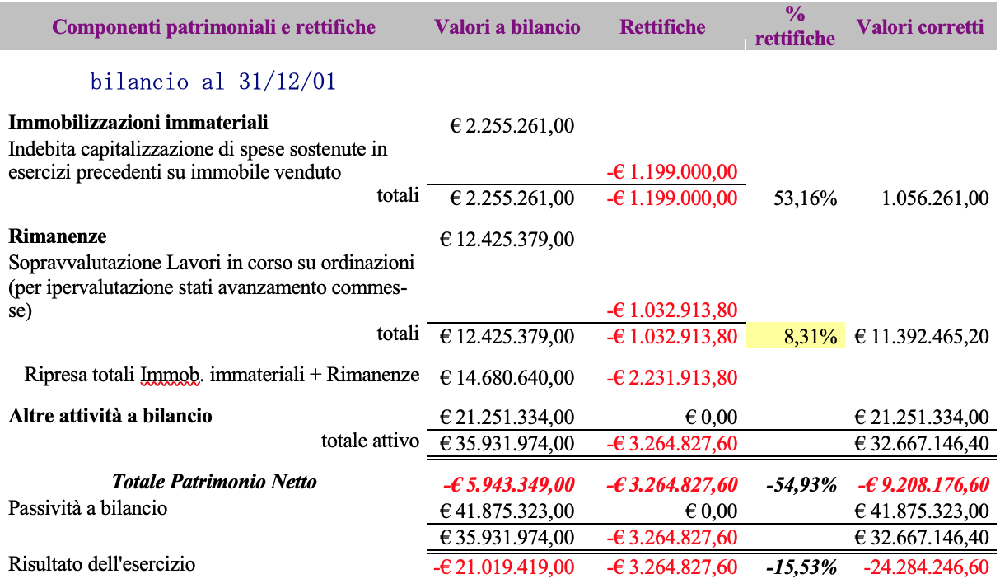 Componenti patrimoniali e rettifiche Valori a bilancio Rettifiche % rettifiche Valori corretti
bilancio al 31/12/01
Immobilizzazioni immateriali € 2.255.261,00
Indebita capitalizzazione di spese sostenute in
esercizi precedenti su immobile venduto -€ 1.199.000,00
totali € 2.255.261,00 -€ 1.199.000,00 53,16% 1.056.261,00
Rimanenze € 12.425.379,00
Sopravvalutazione Lavori in corso su ordinazioni
(per ipervalutazione stati avanzamento commes-
se) -€ 1.032.913,80
totali € 12.425.379,00 -€ 1.032.913,80 8,31% € 11.392.465,20
Ripresa totali Immob. immateriali + Rimanenze € 14.680.640,00 -€ 2.231.913,80
Altre attività a bilancio € 21.251.334,00 € 0,00 € 21.251.334,00
totale attivo € 35.931.974,00 -€ 3.264.827,60 € 32.667.146,40
Totale Patrimonio Netto -€ 5.943.349,00 -€ 3.264.827,60 -54,93% -€ 9.208.176,60
Passività a bilancio € 41.875.323,00 € 0,00 € 41.875.323,00
€ 35.931.974,00 -€ 3.264.827,60 € 32.667.146,40
Risultato dell'esercizio -€ 21.019.419,00 -€ 3.264.827,60 -15,53% -24.284.246,60